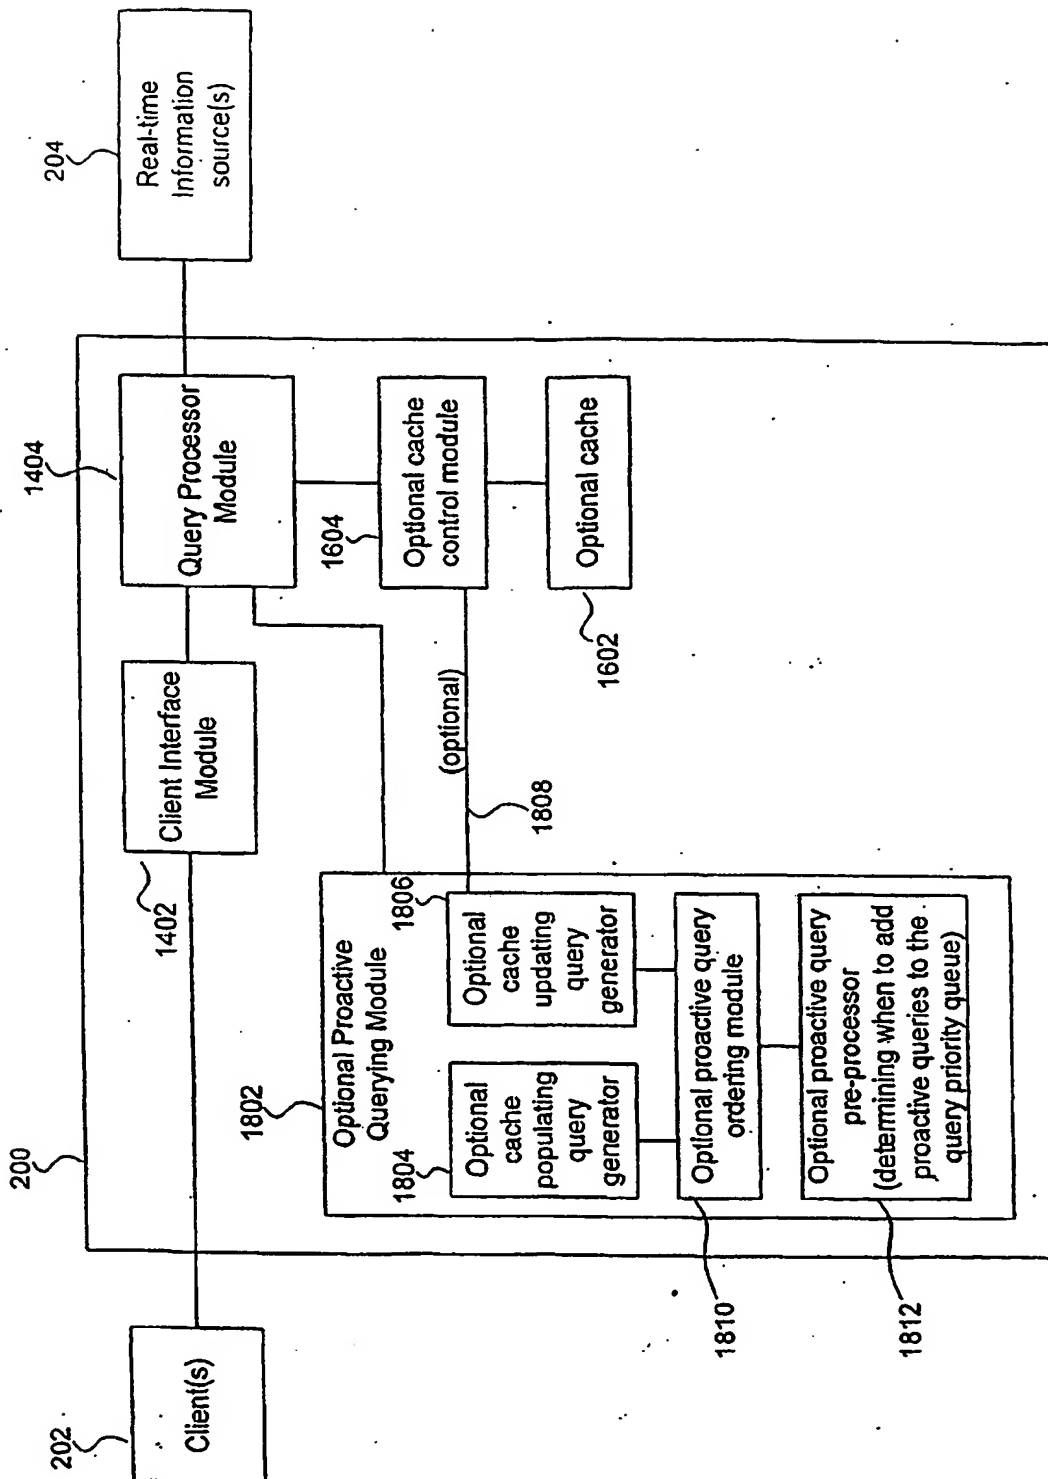 202
Client(s)
200
1402
Client Interface
Module
1404
Query Processor
Module
204
Real-time
Information
source(s)
1802
Optional Proactive
Querying Module
1804
Optional
cache
populating
query
generator
1806
Optional
cache
updating
query
generator
1808
(optional)
1604
Optional cache
control module
Optional cache
1602
Optional proactive query
ordering module
1810
Optional proactive query
pre-processor
(determining when to add
proactive queries to the
query priority queue)
1812